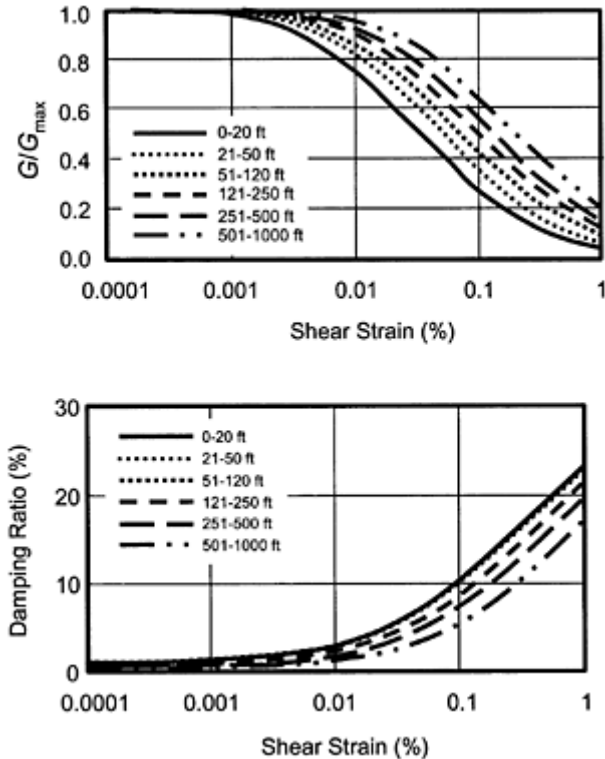 1.0
0.8
0.6
0.4
0.2
0.0
G/Gmax
0-20 ft
21-50 ft
51-120 ft
121-250 ft
251-500 ft
501-1000 ft
0.0001 0.001 0.01 0.1 1
Shear Strain (%)
30
20
10
0
Damping Ratio (%)
0-20 ft
21-50 ft
51-120 ft
121-250 ft
251-500 ft
501-1000 ft
0.0001 0.001 0.01 0.1 1
Shear Strain (%)